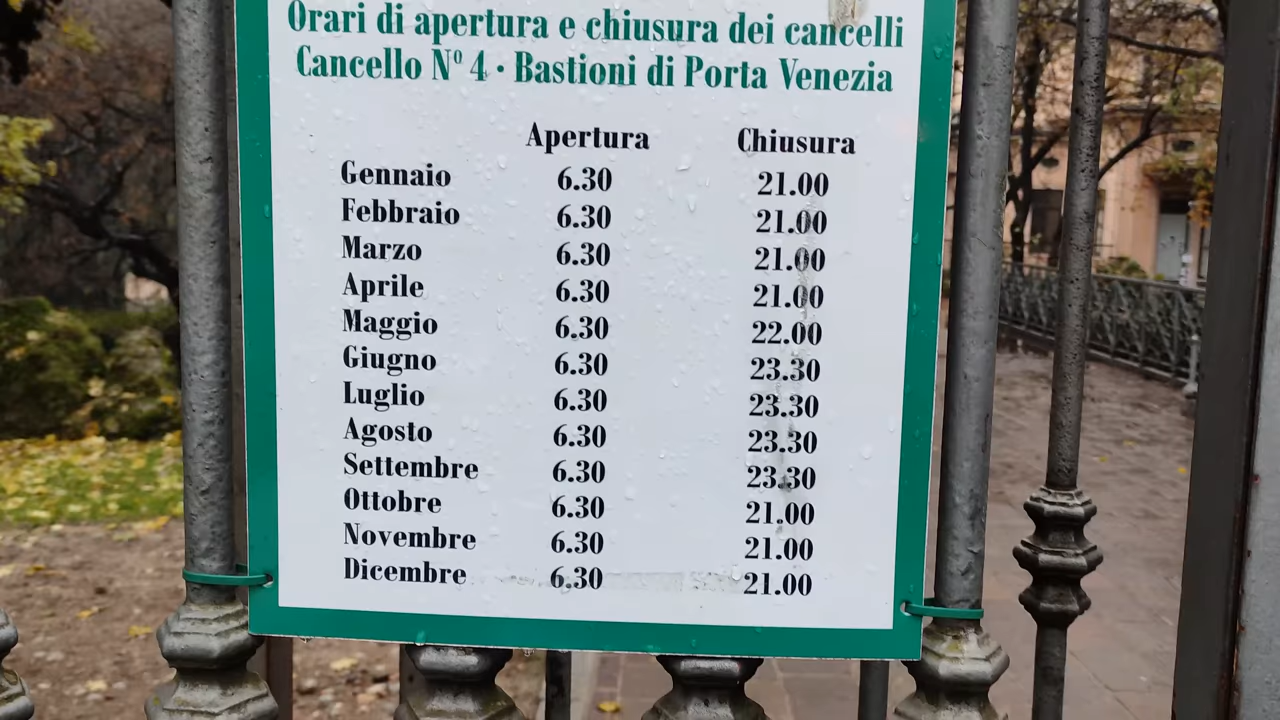 Orari di apertura e chiusura dei cancelli
Cancello Nº 4 · Bastioni di Porta Venezia
Apertura Chiusura
Gennaio 6.30 21.00
Febbraio 6.30 21.00
Marzo 6.30 21.00
Aprile 6.30 21.00
Maggio 6.30 22.00
Giugno 6.30 23.30
Luglio 6.30 23.30
Agosto 6.30 23.30
Settembre 6.30 23.30
Ottobre 6.30 21.00
Novembre 6.30 21.00
Dicembre 6.30 21.00